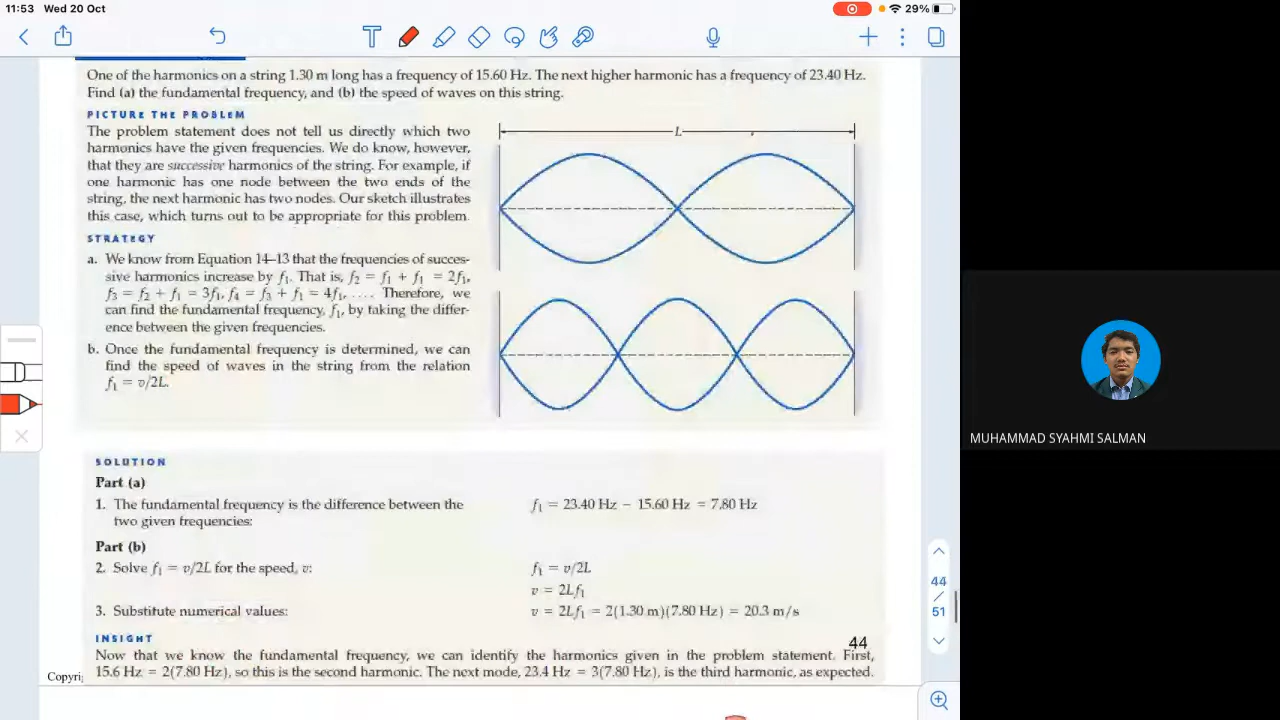 11:53 Wed 20 Oct
29%
One of the harmonics on a string 1.30 m long has a frequency of 15.60 Hz. The next higher harmonic has a frequency of 23.40 Hz.
Find (a) the fundamental frequency, and (b) the speed of waves on this string.
PICTURE THE PROBLEM
The problem statement does not tell us directly which two
harmonics have the given frequencies. We do know, however,
that they are successive harmonics of the string. For example, if
one harmonic has one node between the two ends of the
string, the next harmonic has two nodes. Our sketch illustrates
this case, which turns out to be appropriate for this problem.
L
STRATEGY
a. We know from Equation 14–13 that the frequencies of succes-
sive harmonics increase by f₁. That is, f₂ = f₁ + f₁ = 2f₁,
f₃ = f₂ + f₁ = 3f₁, f₄ = f₃ + f₁ = 4f₁, .... Therefore, we
can find the fundamental frequency, f₁, by taking the differ-
ence between the given frequencies.
b. Once the fundamental frequency is determined, we can
find the speed of waves in the string from the relation
f₁ = v/2L.
SOLUTION
Part (a)
1. The fundamental frequency is the difference between the
two given frequencies:
f₁ = 23.40 Hz − 15.60 Hz = 7.80 Hz
Part (b)
2. Solve f₁ = v/2L for the speed, v:
f₁ = v/2L
v = 2Lf₁
3. Substitute numerical values:
v = 2Lf₁ = 2(1.30 m)(7.80 Hz) = 20.3 m/s
INSIGHT
Now that we know the fundamental frequency, we can identify the harmonics given in the problem statement. First,
15.6 Hz = 2(7.80 Hz), so this is the second harmonic. The next mode, 23.4 Hz = 3(7.80 Hz), is the third harmonic, as expected.
44
Copyri
44
/
51
MUHAMMAD SYAHMI SALMAN